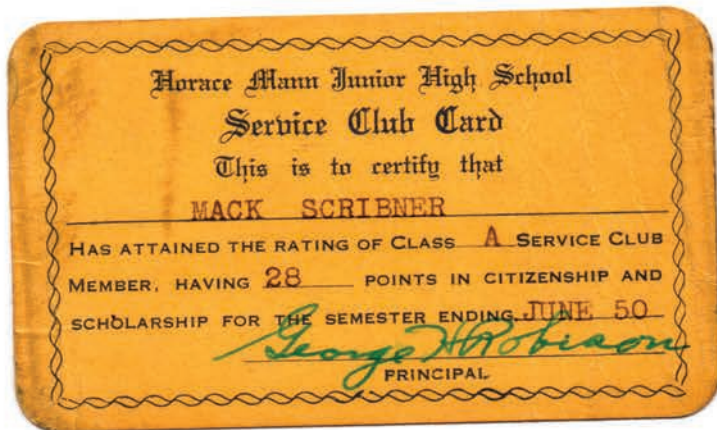 Horace Mann Junior High School
Service Club Card
This is to certify that
MACK SCRIBNER
HAS ATTAINED THE RATING OF CLASS A SERVICE CLUB
MEMBER, HAVING 28 POINTS IN CITIZENSHIP AND
SCHOLARSHIP FOR THE SEMESTER ENDING JUNE 50
George H Robison
PRINCIPAL